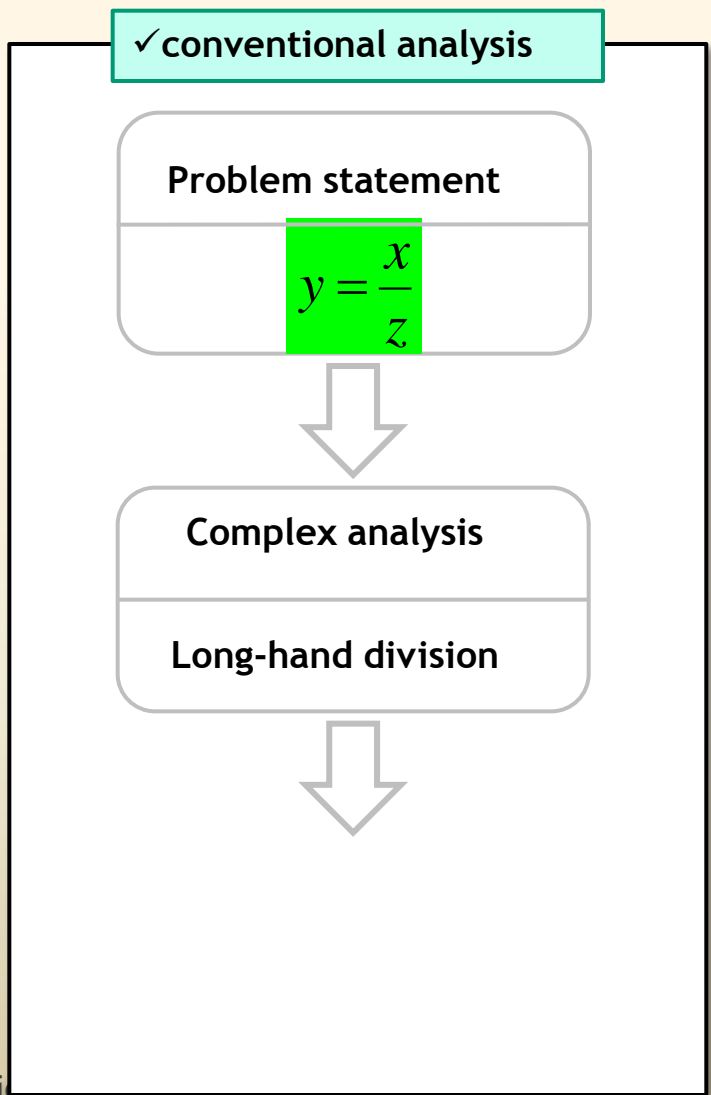 ✓conventional analysis
Problem statement
y = x/z
Complex analysis
Long-hand division